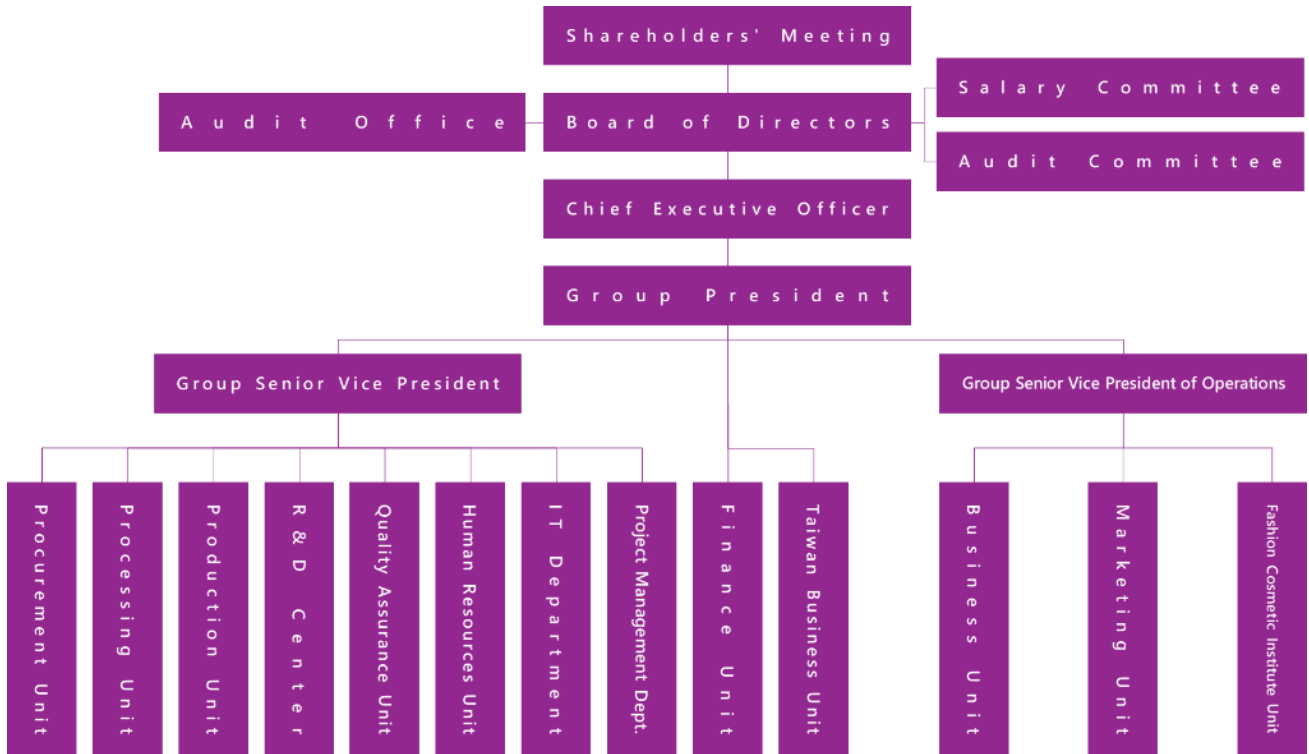 Shareholders' Meeting
Salary Committee
Audit Office
Board of Directors
Audit Committee
Chief Executive Officer
Group President
Group Senior Vice President
Group Senior Vice President of Operations
Procurement Unit
Processing Unit
Production Unit
R&D Center
Quality Assurance Unit
Human Resources Unit
IT Department
Project Management Dept.
Finance Unit
Taiwan Business Unit
Business Unit
Marketing Unit
Fashion Cosmetic Institute Unit